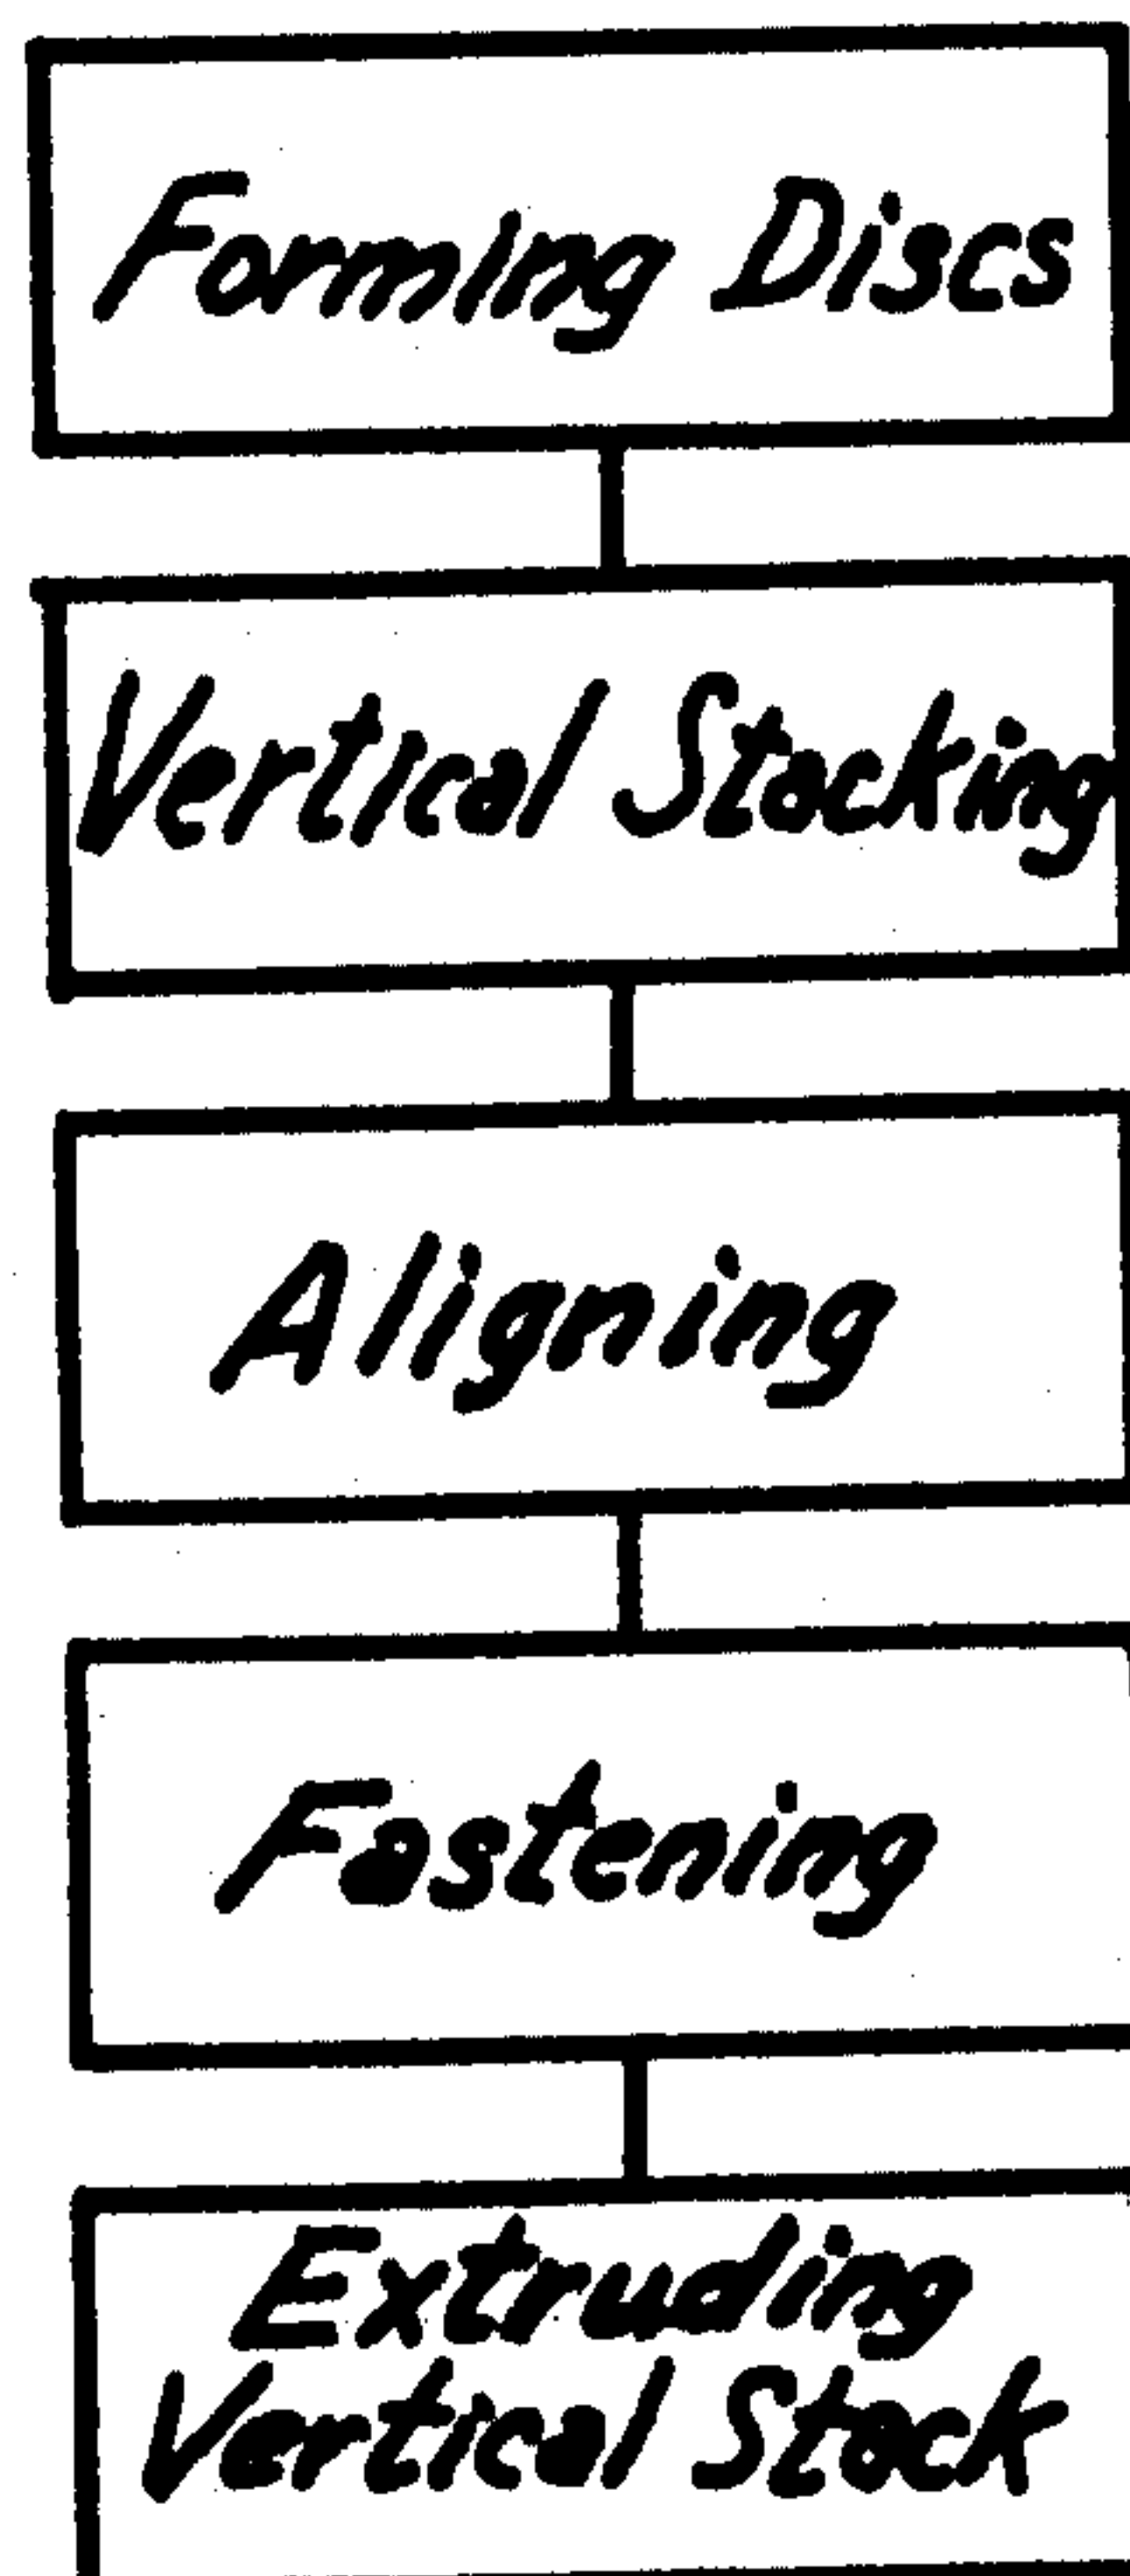 Forming Discs
Vertical Stacking
Aligning
Fastening
Extruding
Vertical Stack